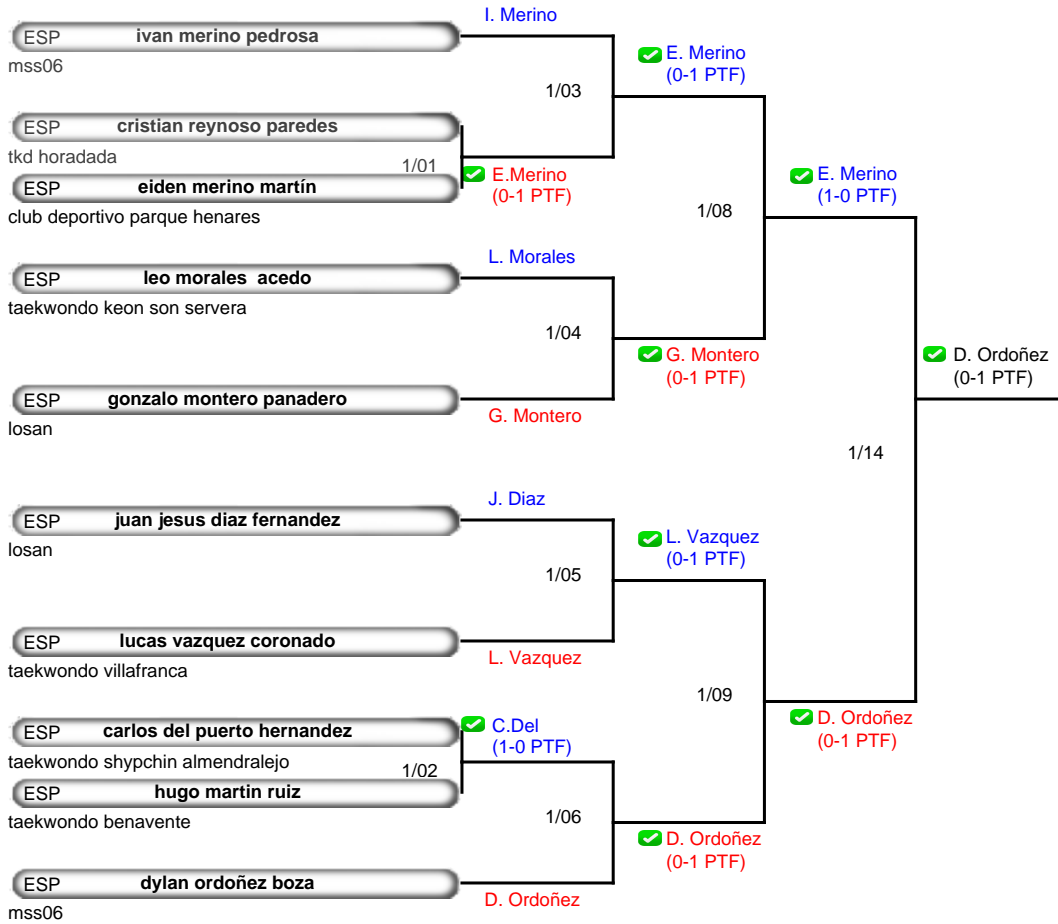 I. Merino
ESP ivan merino pedrosa
mss06
E. Merino
(0-1 PTF)
1/03
ESP cristian reynoso paredes
tkd horadada
1/01
E.Merino
(0-1 PTF)
ESP eiden merino martín
club deportivo parque henares
E. Merino
(1-0 PTF)
1/08
L. Morales
ESP leo morales  acedo
taekwondo keon son servera
1/04
G. Montero
(0-1 PTF)
D. Ordoñez
(0-1 PTF)
ESP gonzalo montero panadero
G. Montero
losan
1/14
J. Diaz
ESP juan jesus diaz fernandez
losan
L. Vazquez
(0-1 PTF)
1/05
ESP lucas vazquez coronado
L. Vazquez
taekwondo villafranca
1/09
ESP carlos del puerto hernandez
C.Del
(1-0 PTF)
D. Ordoñez
(0-1 PTF)
taekwondo shypchin almendralejo
1/02
ESP hugo martin ruiz
taekwondo benavente
1/06
D. Ordoñez
(0-1 PTF)
ESP dylan ordoñez boza
D. Ordoñez
mss06